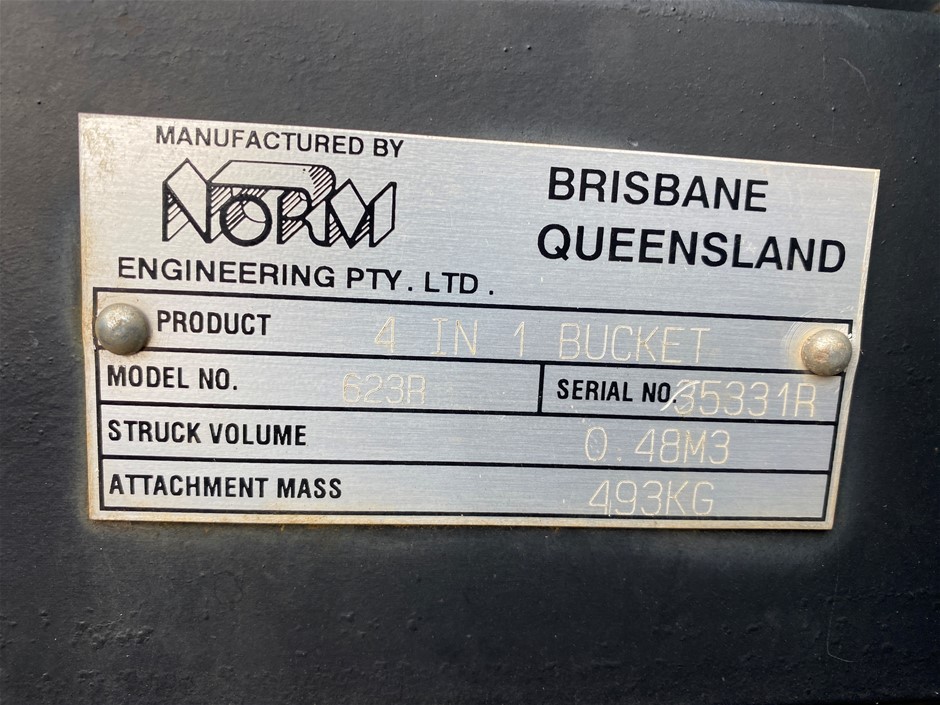 MANUFACTURED BY
NORM
ENGINEERING PTY. LTD.
BRISBANE
QUEENSLAND
PRODUCT 4 IN 1 BUCKET
MODEL NO. 623R SERIAL NO. 35331R
STRUCK VOLUME 0.48M3
ATTACHMENT MASS 493KG